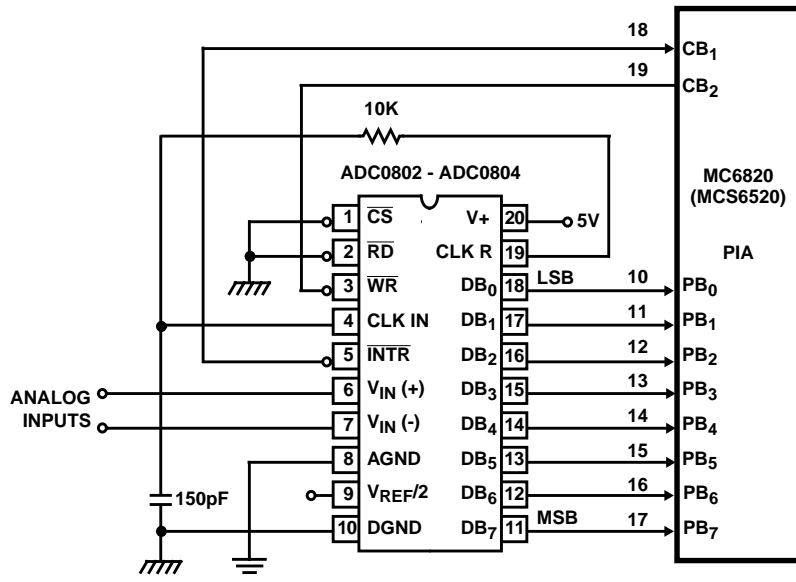 18
CB1
19
CB2
10K
ADC0802 - ADC0804
MC6820
(MCS6520)
PIA
1 CS V+ 20 5V
2 RD CLK R 19
3 WR DB0 18 LSB 10 PB0
4 CLK IN DB1 17 11 PB1
5 INTR DB2 16 12 PB2
6 VIN (+) DB3 15 13 PB3
ANALOG
INPUTS
7 VIN (-) DB4 14 14 PB4
8 AGND DB5 13 15 PB5
150pF
9 VREF/2 DB6 12 16 PB6
10 DGND DB7 11 MSB 17 PB7